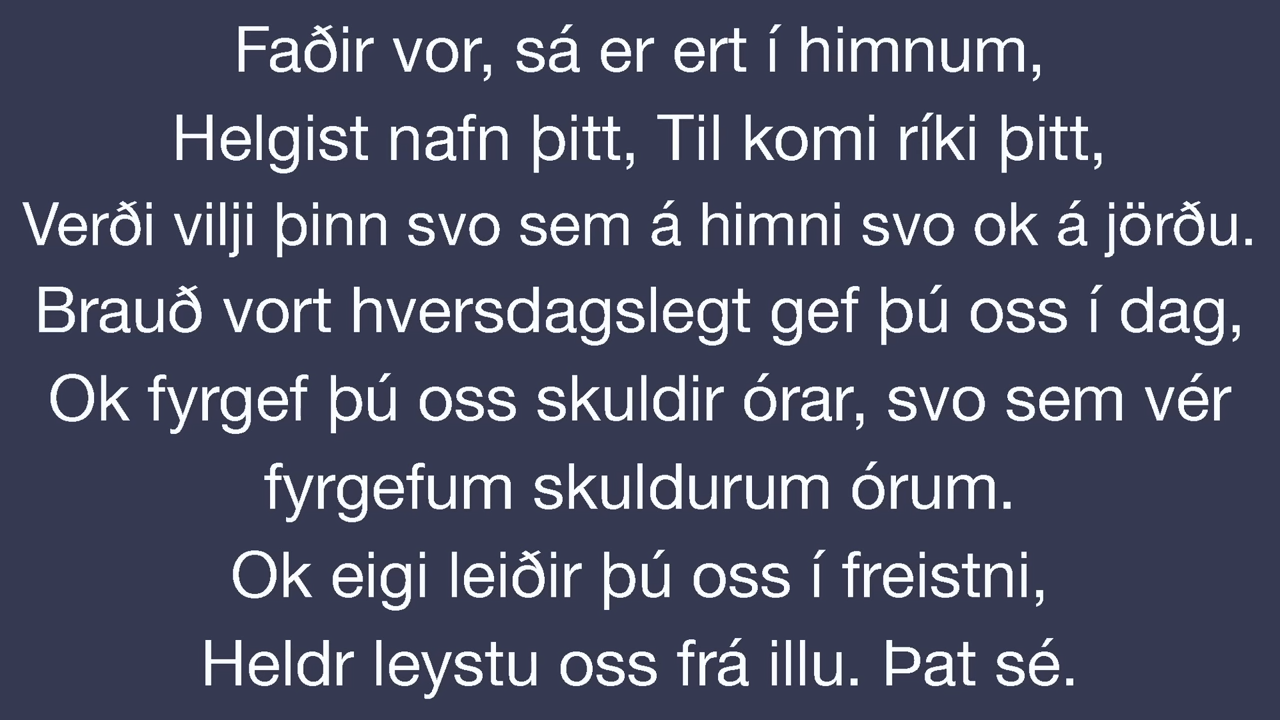 Faðir vor, sá er ert í himnum,
Helgist nafn þitt, Til komi ríki þitt,
Verði vilji þinn svo sem á himni svo ok á jörðu.
Brauð vort hversdagslegt gef þú oss í dag,
Ok fyrgef þú oss skuldir órar, svo sem vér
fyrgefum skuldurum órum.
Ok eigi leiðir þú oss í freistni,
Heldr leystu oss frá illu. Þat sé.